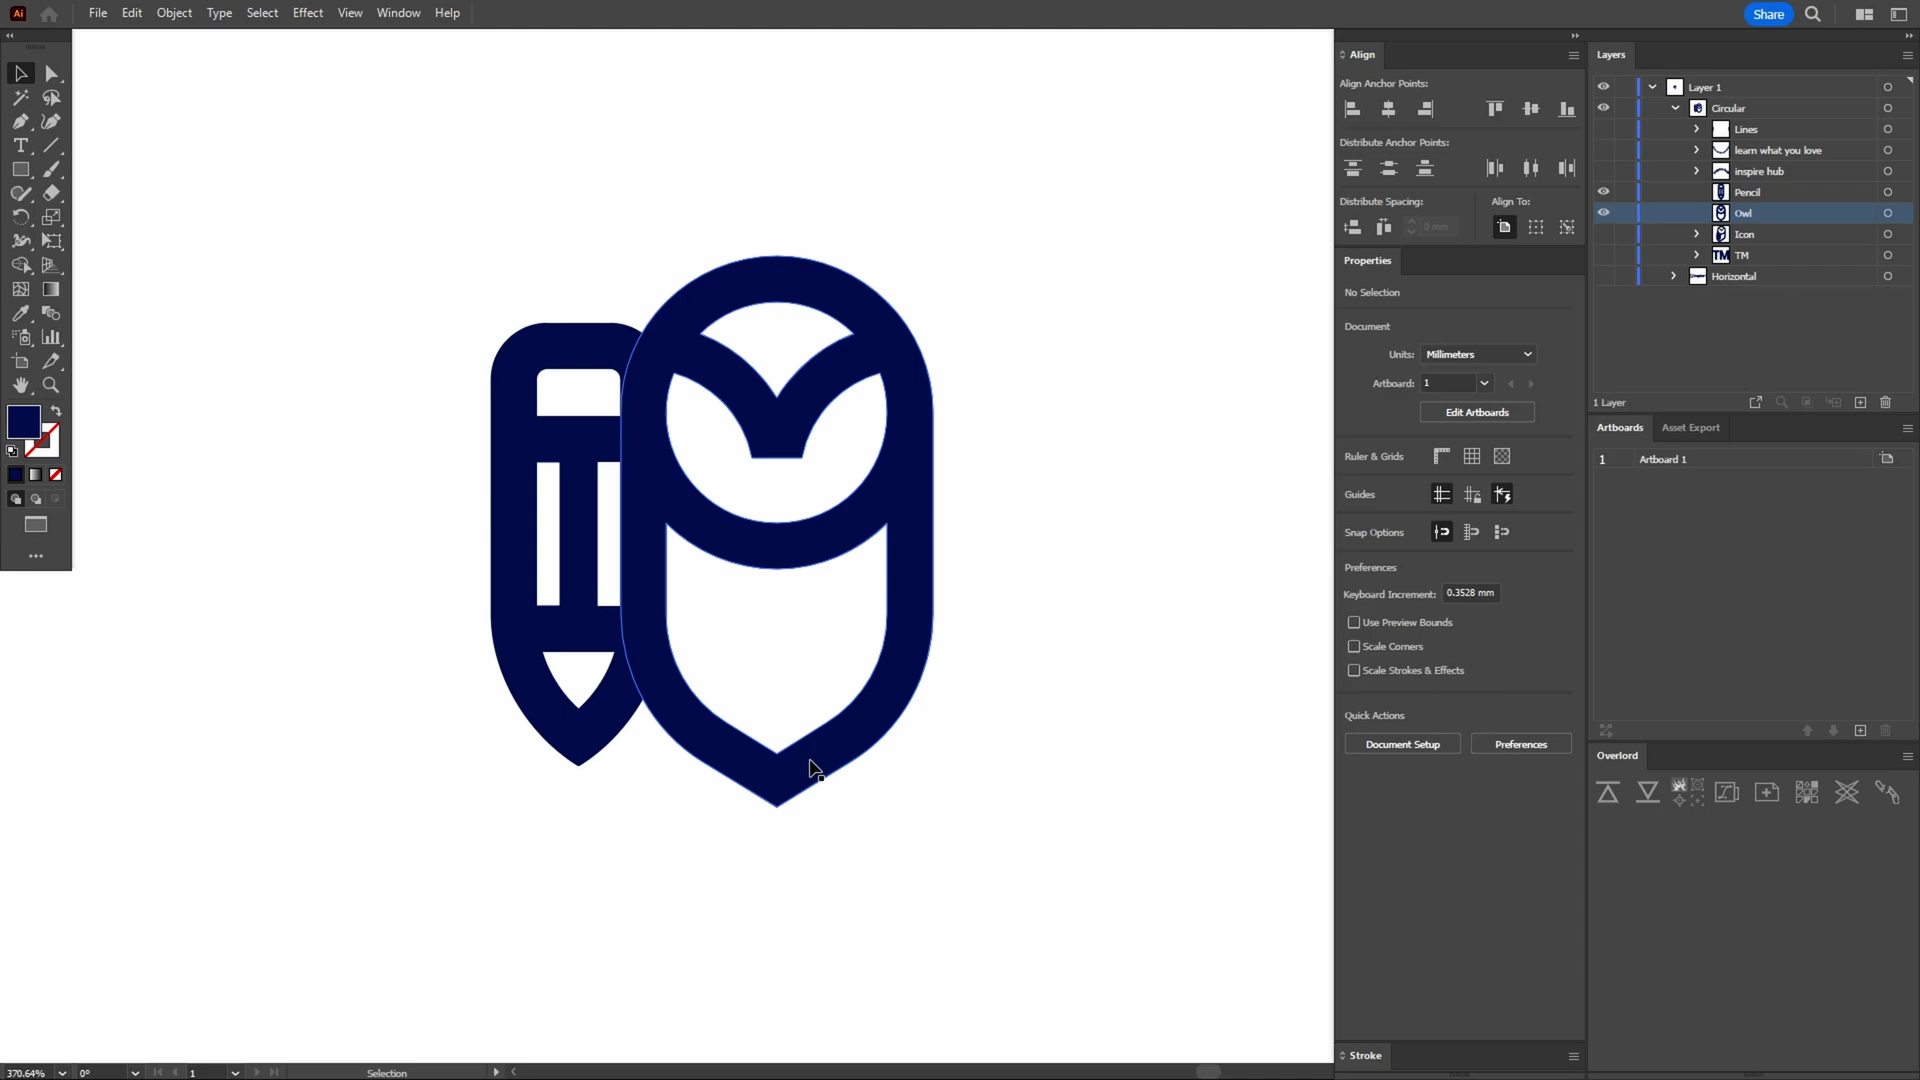 Ai File Edit Object Type Select Effect View Window Help Share
Align
Align Anchor Points:
Distribute Anchor Points:
Distribute Spacing:
Align To:
0 mm
Properties
No Selection
Document
Units: Millimeters
Artboard: 1
Edit Artboards
Ruler & Grids
Guides
Snap Options
Preferences
Keyboard Increment: 0.3528 mm
Use Preview Bounds
Scale Corners
Scale Strokes & Effects
Quick Actions
Document Setup Preferences
Stroke
Layers
Layer 1
Circular
Lines
learn what you love
inspire hub
Pencil
Owl
Icon
TM TM
Horizontal
1 Layer
Artboards Asset Export
1 Artboard 1
Overlord
370.64% 0° 1 Selection